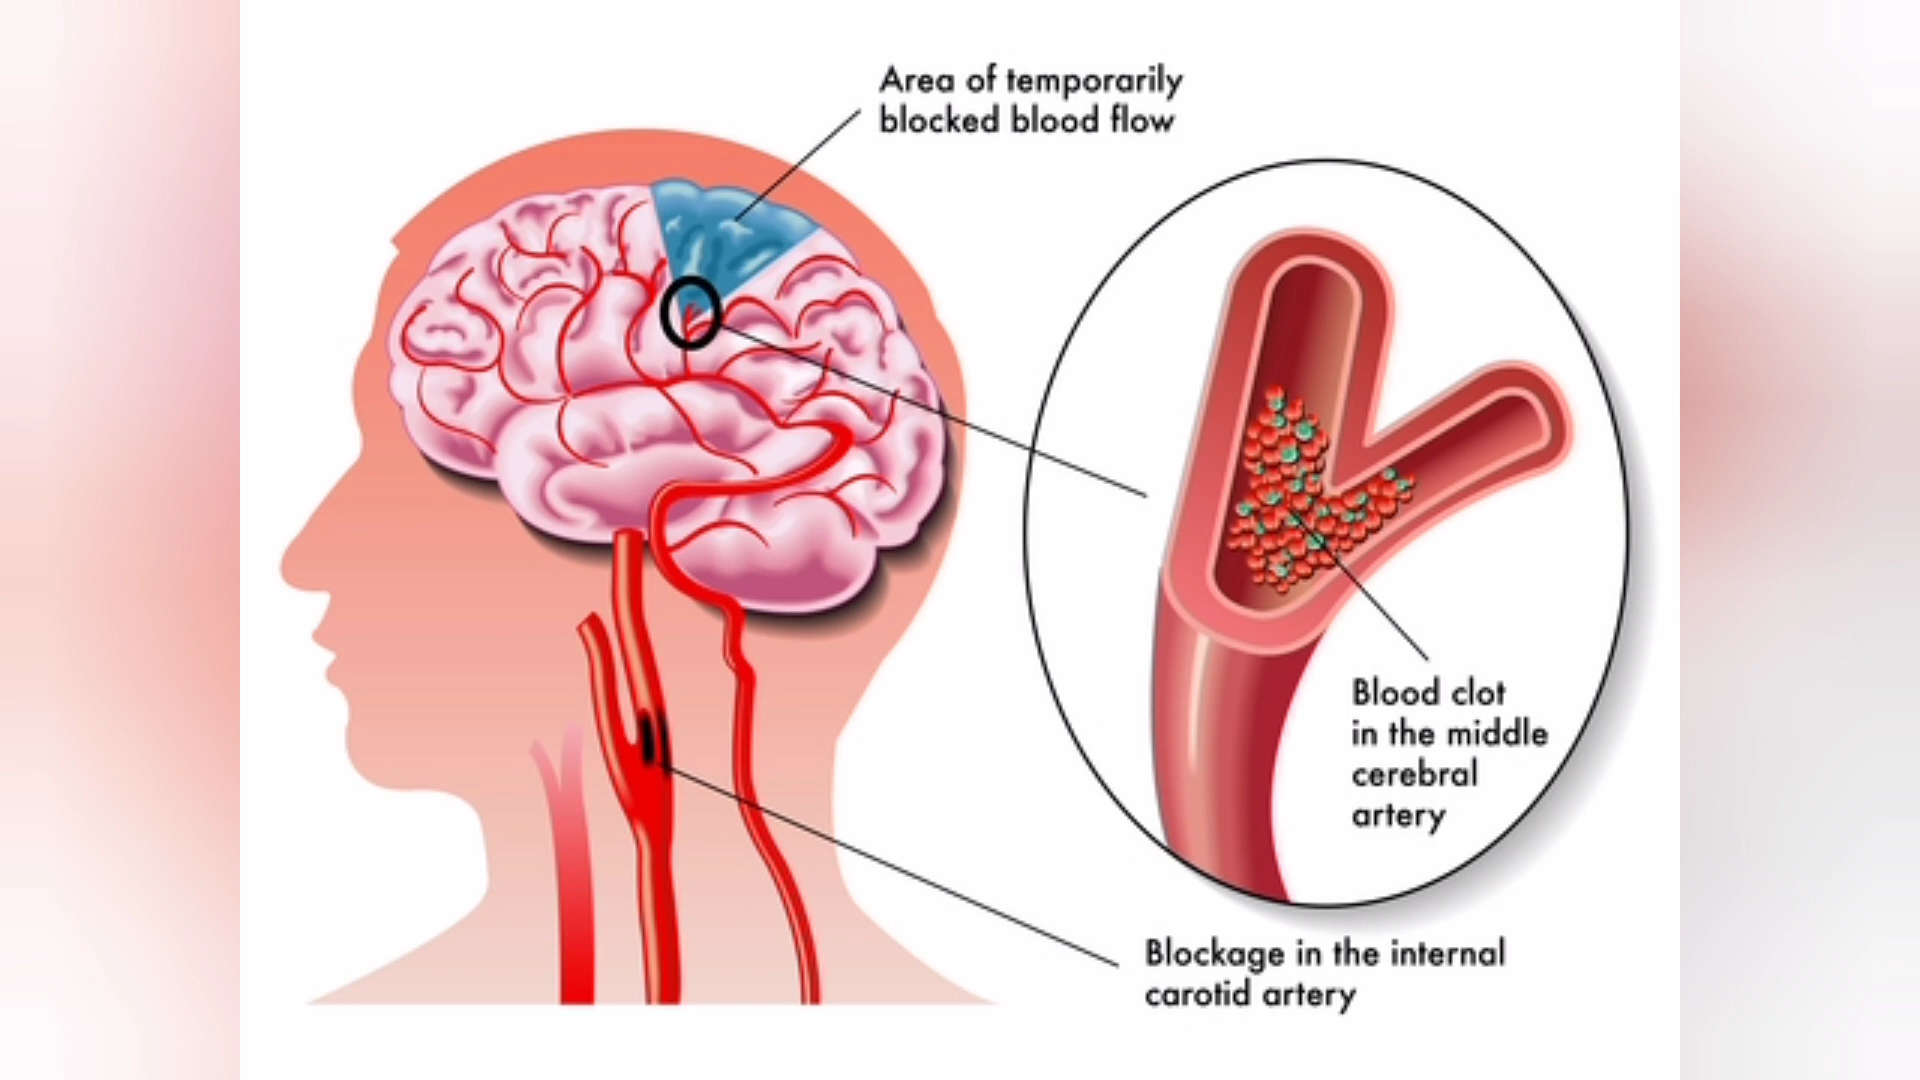 Area of temporarily
blocked blood flow
Blood clot
in the middle
cerebral
artery
Blockage in the internal
carotid artery